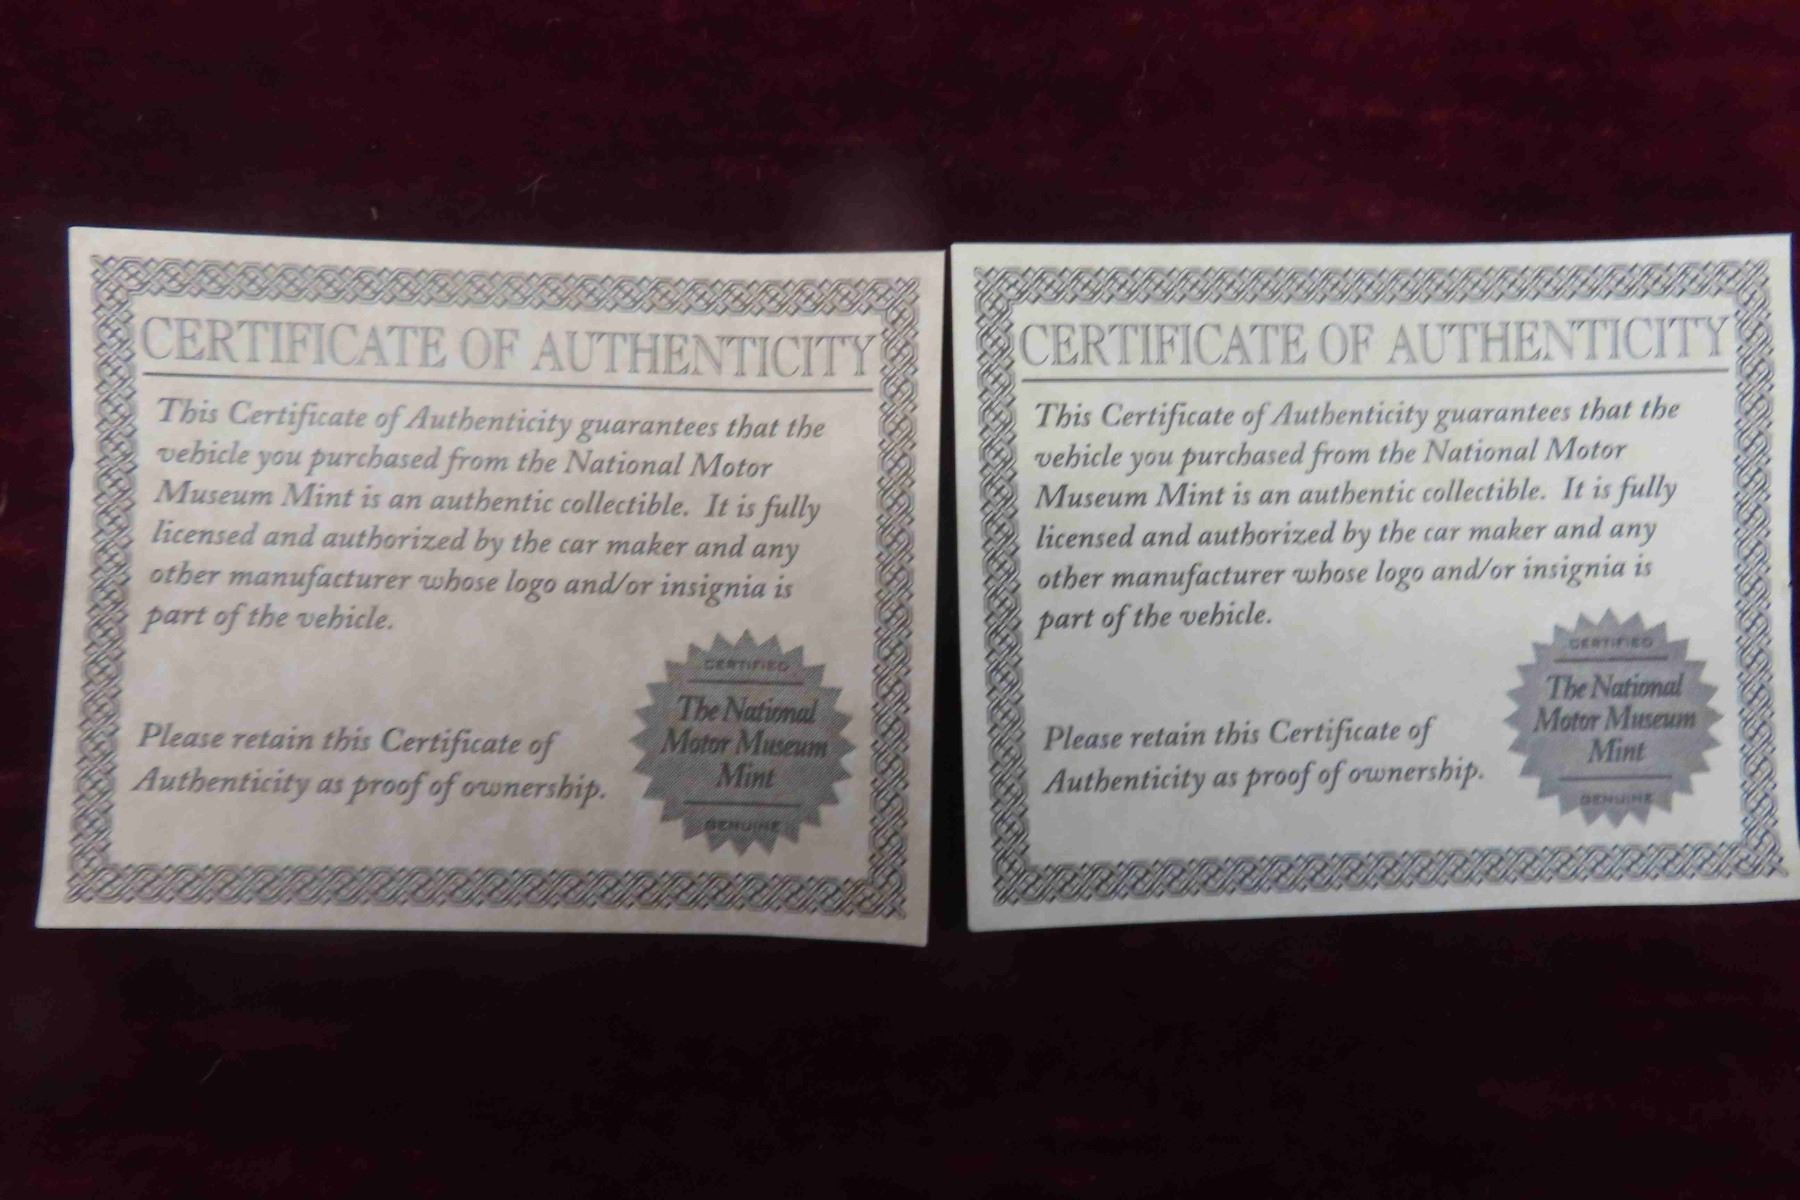 CERTIFICATE OF AUTHENTICITY
This Certificate of Authenticity guarantees that the
vehicle you purchased from the National Motor
Museum Mint is an authentic collectible. It is fully
licensed and authorized by the car maker and any
other manufacturer whose logo and/or insignia is
part of the vehicle.
Please retain this Certificate of
Authenticity as proof of ownership.
CERTIFIED
The National
Motor Museum
Mint
GENUINE
CERTIFICATE OF AUTHENTICITY
This Certificate of Authenticity guarantees that the
vehicle you purchased from the National Motor
Museum Mint is an authentic collectible. It is fully
licensed and authorized by the car maker and any
other manufacturer whose logo and/or insignia is
part of the vehicle.
Please retain this Certificate of
Authenticity as proof of ownership.
CERTIFIED
The National
Motor Museum
Mint
GENUINE